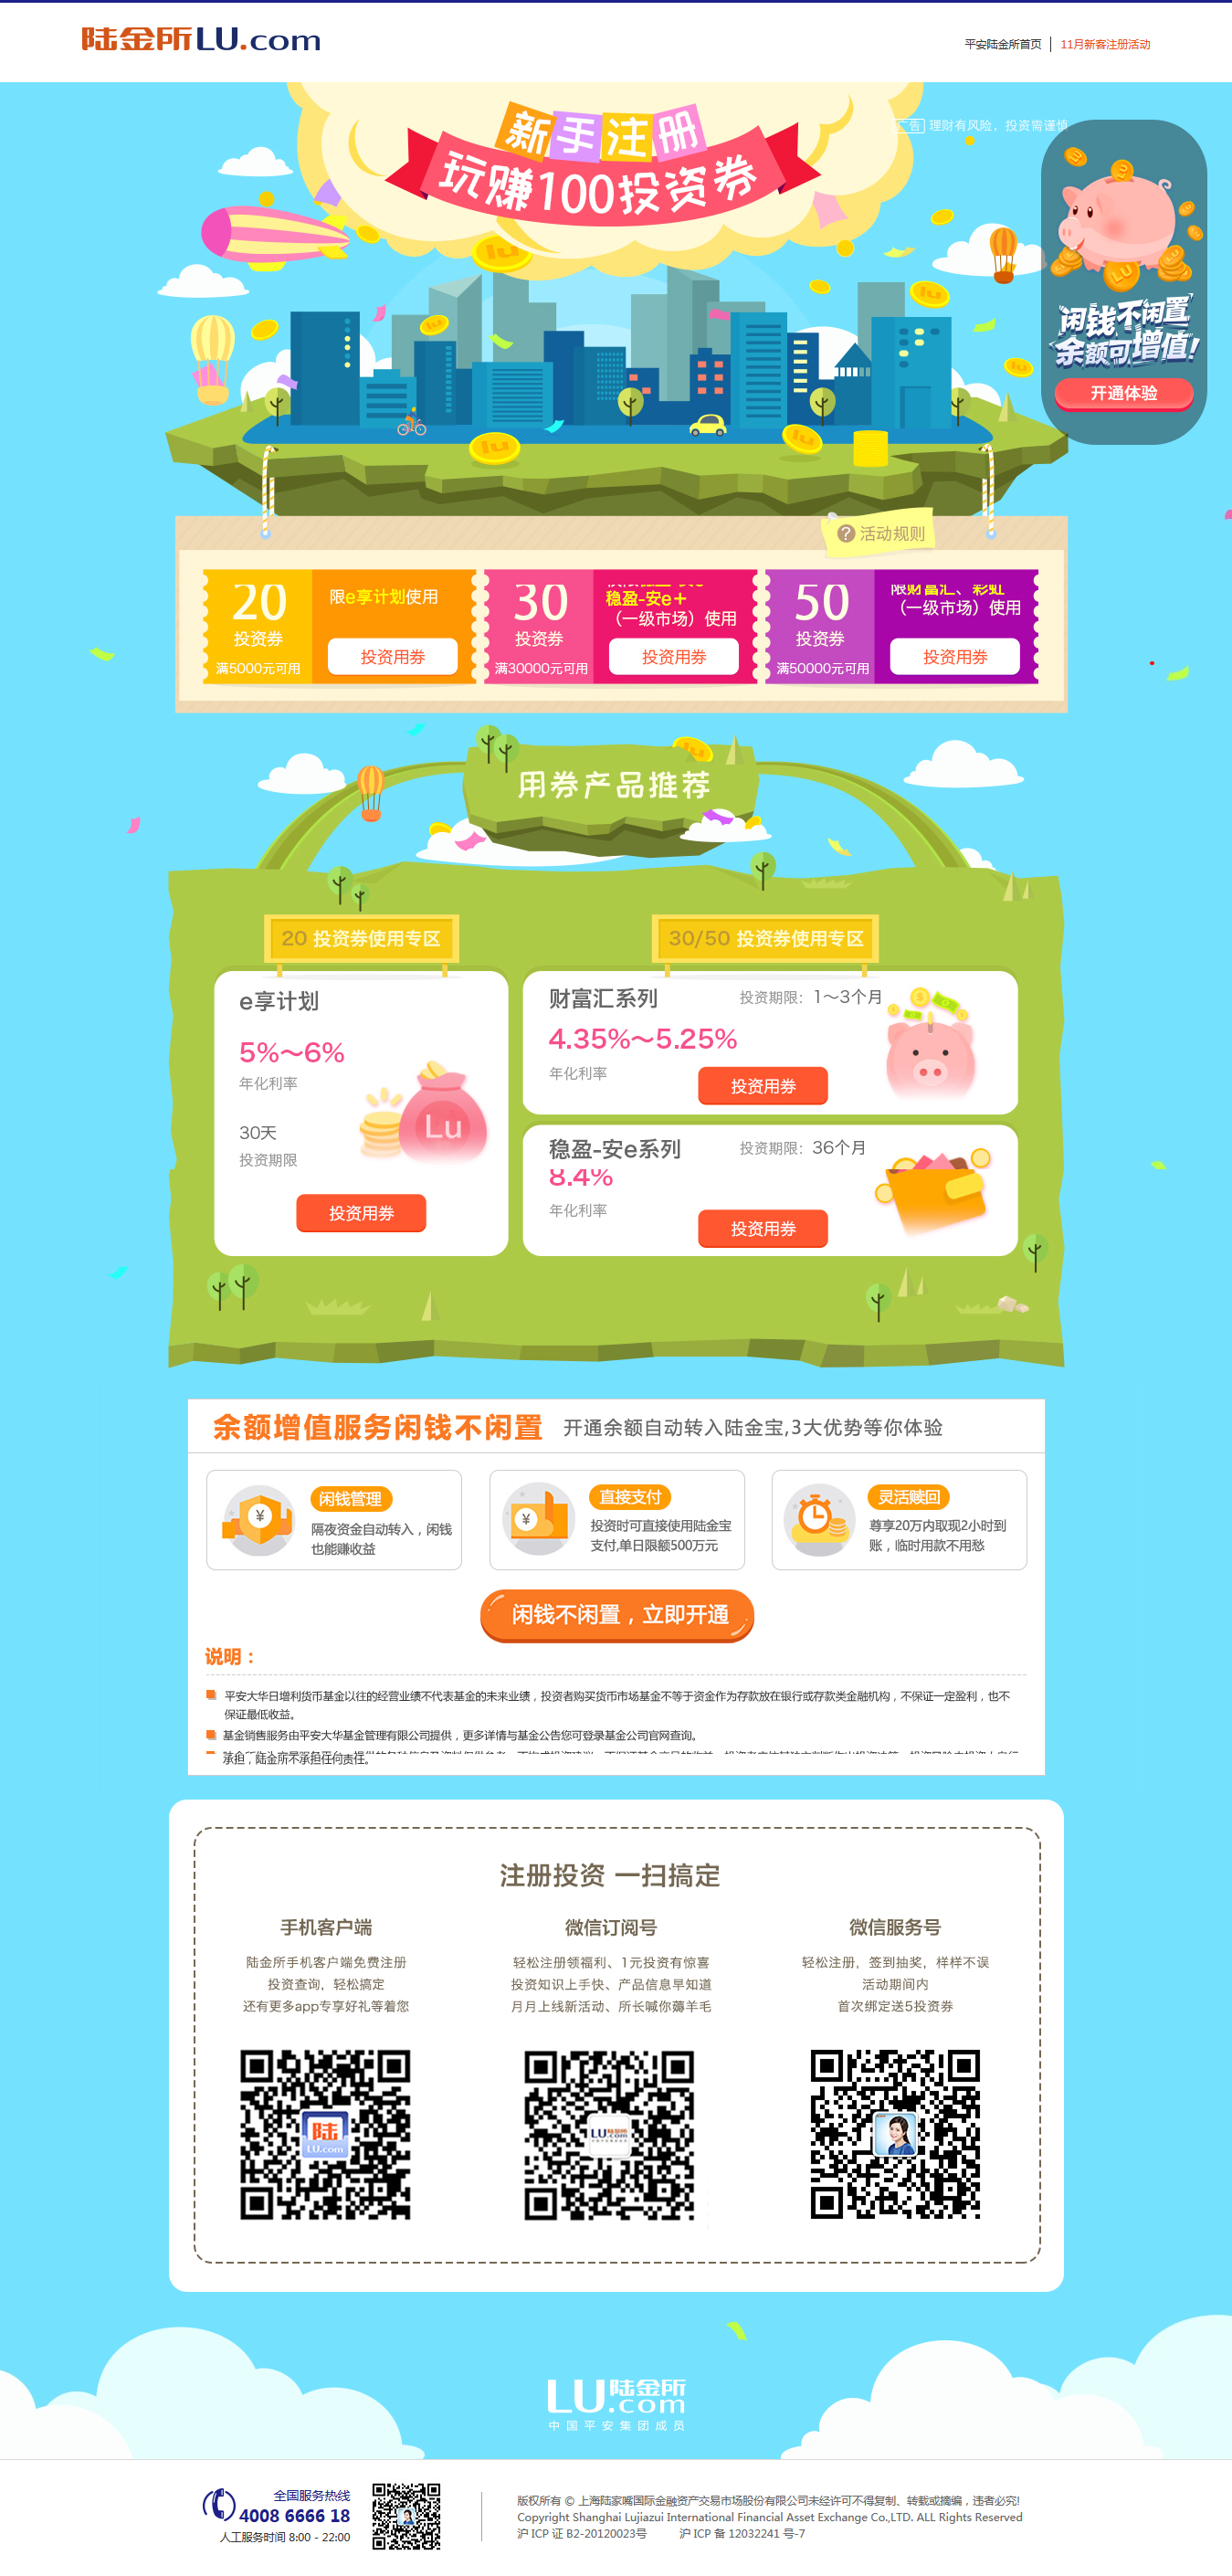 陆金所LU.com
平安陆金所首页 | 11月新客注册活动
广告 理财有风险，投资需谨慎
新手注册
玩赚100投资券
lu
闲钱不闲置
余额可增值!
开通体验
? 活动规则
20
投资券
满5000元可用
限e享计划使用
投资用券
30
投资券
满30000元可用
稳盈-安e+
（一级市场）使用
投资用券
50
投资券
满50000元可用
限财富汇、彩虹
（一级市场）使用
投资用券
用券产品推荐
20 投资券使用专区
e享计划
5%～6%
年化利率
30天
投资期限
Lu
投资用券
30/50 投资券使用专区
财富汇系列
投资期限：1～3个月
4.35%～5.25%
年化利率
投资用券
稳盈-安e系列
投资期限：36个月
8.4%
年化利率
投资用券
余额增值服务闲钱不闲置 开通余额自动转入陆金宝,3大优势等你体验
闲钱管理
隔夜资金自动转入，闲钱
也能赚收益
直接支付
投资时可直接使用陆金宝
支付,单日限额500万元
灵活赎回
尊享20万内取现2小时到
账，临时用款不用愁
闲钱不闲置，立即开通
说明：
平安大华日增利货币基金以往的经营业绩不代表基金的未来业绩，投资者购买货币市场基金不等于资金作为存款放在银行或存款类金融机构，不保证一定盈利，也不
保证最低收益。
基金销售服务由平安大华基金管理有限公司提供，更多详情与基金公告您可登录基金公司官网查询。
承担，陆金所不承担任何责任。
注册投资 一扫搞定
手机客户端
陆金所手机客户端免费注册
投资查询，轻松搞定
还有更多app专享好礼等着您
陆
LU.com
微信订阅号
轻松注册领福利、1元投资有惊喜
投资知识上手快、产品信息早知道
月月上线新活动、所长喊你薅羊毛
微信服务号
轻松注册，签到抽奖，样样不误
活动期间内
首次绑定送5投资券
LU陆金所
.com
中国平安集团成员
全国服务热线
4008 6666 18
人工服务时间 8:00 - 22:00
版权所有 © 上海陆家嘴国际金融资产交易市场股份有限公司未经许可不得复制、转载或摘编，违者必究!
Copyright Shanghai Lujiazui International Financial Asset Exchange Co.,LTD. ALL Rights Reserved
沪 ICP 证 B2-20120023号 沪 ICP 备 12032241 号-7